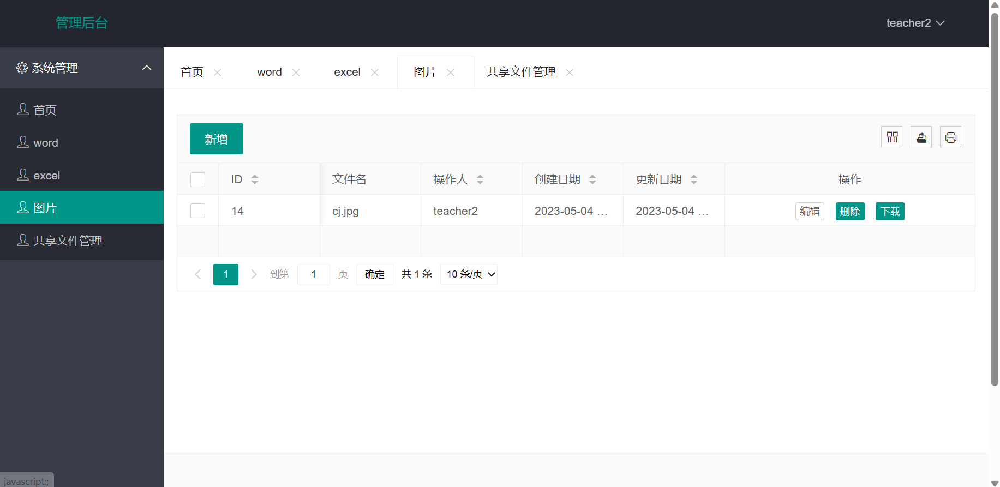 管理后台
teacher2
系统管理
首页
word
excel
图片
共享文件管理
首页 word excel 图片 共享文件管理
新增
ID 文件名 操作人 创建日期 更新日期 操作
14 cj.jpg teacher2 2023-05-04 ... 2023-05-04 ... 编辑 删除 下载
1 到第 1 页 确定 共 1 条 10 条/页
javascript:;